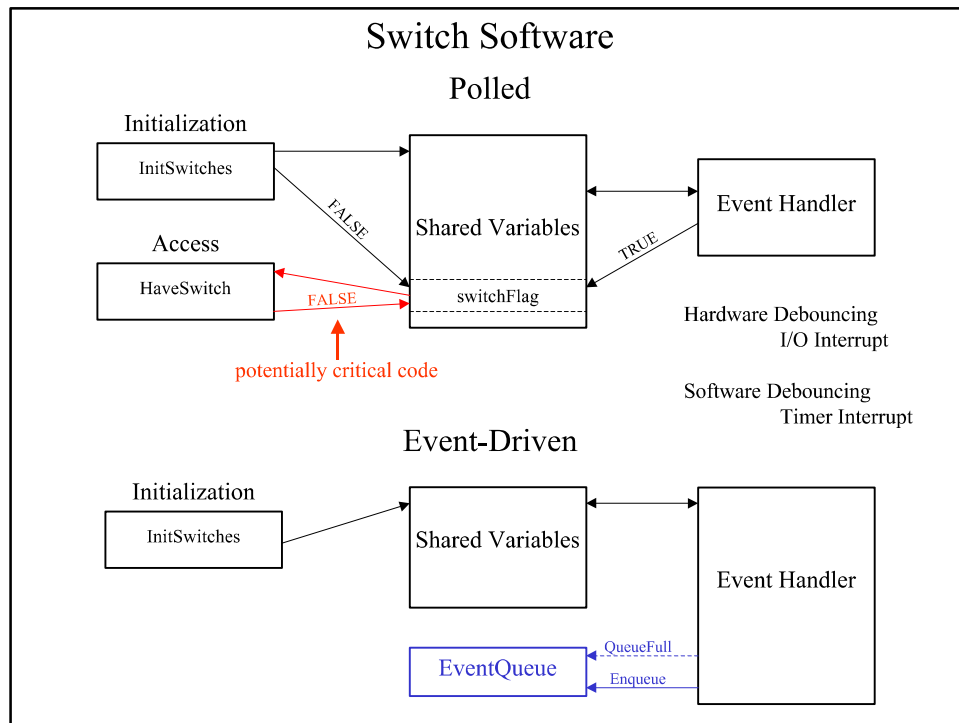 Switch Software
Polled
Initialization
InitSwitches
FALSE
Access
HaveSwitch
FALSE
potentially critical code
Shared Variables
switchFlag
TRUE
Event Handler
Hardware Debouncing
I/O Interrupt
Software Debouncing
Timer Interrupt
Event-Driven
Initialization
InitSwitches
Shared Variables
Event Handler
QueueFull
EventQueue
Enqueue